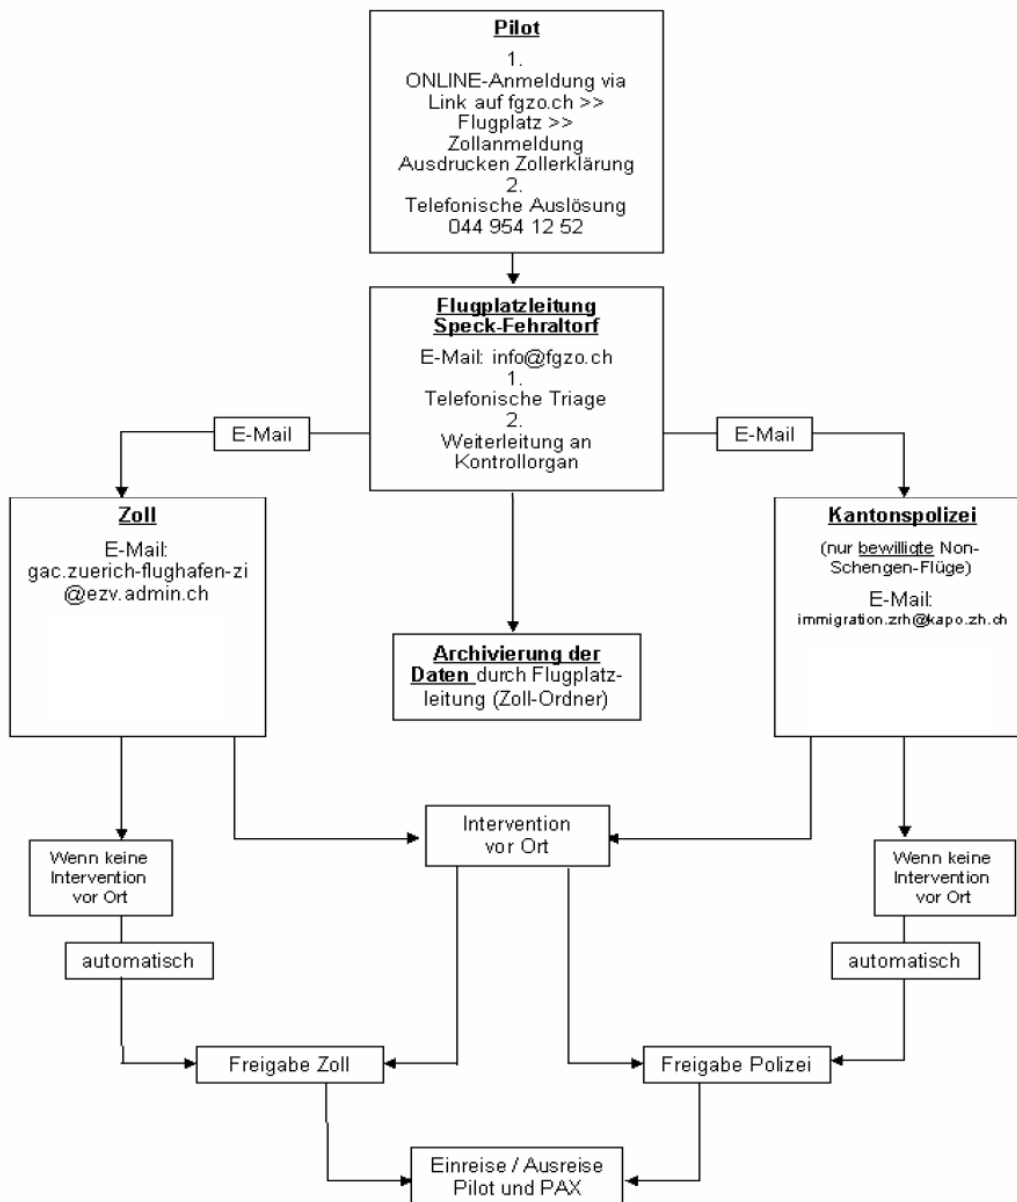 Pilot
1.
ONLINE-Anmeldung via
Link auf fgzo.ch >>
Flugplatz >>
Zollanmeldung
Ausdrucken Zollerklärung
2.
Telefonische Auslösung
044 954 12 52
Flugplatzleitung
Speck-Fehraltorf
E-Mail: info@fgzo.ch
1.
Telefonische Triage
2.
Weiterleitung an
Kontrollorgan
E-Mail
E-Mail
Zoll
E-Mail:
gac.zuerich-flughafen-zi
@ezv.admin.ch
Kantonspolizei
(nur bewilligte Non-
Schengen-Flüge)
E-Mail:
immigration.zrh@kapo.zh.ch
Archivierung der
Daten durch Flugplatz-
leitung (Zoll-Ordner)
Intervention
vor Ort
Wenn keine
Intervention
vor Ort
Wenn keine
Intervention
vor Ort
automatisch
automatisch
Freigabe Zoll
Freigabe Polizei
Einreise / Ausreise
Pilot und PAX